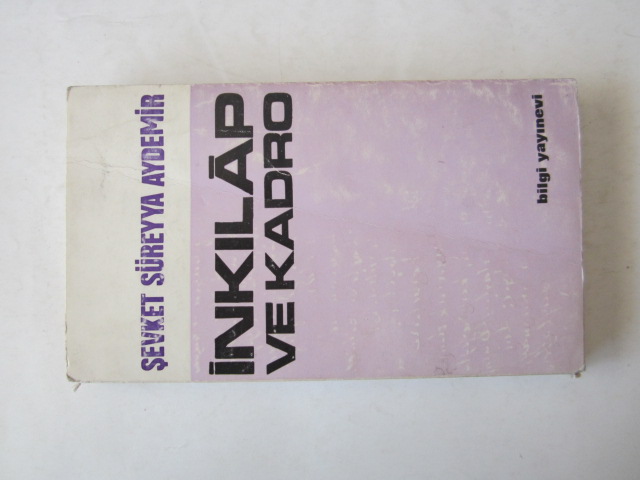 ŞEVKET SÜREYYA AYDEMİR
İNKILÂP
VE KADRO
bilgi yayınevi